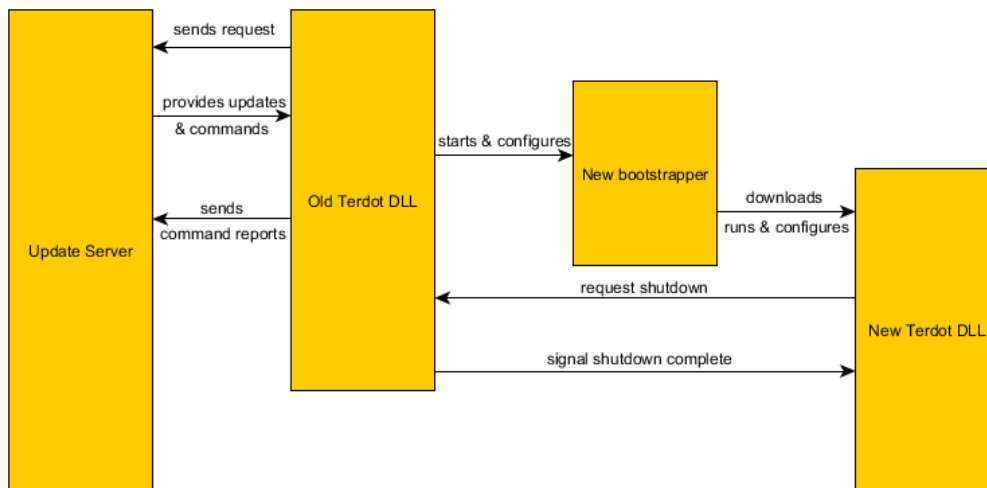 sends request
provides updates
& commands
starts & configures
New bootstrapper
Old Terdot DLL
downloads
runs & configures
sends
command reports
Update Server
request shutdown
New Terdot DLL
signal shutdown complete